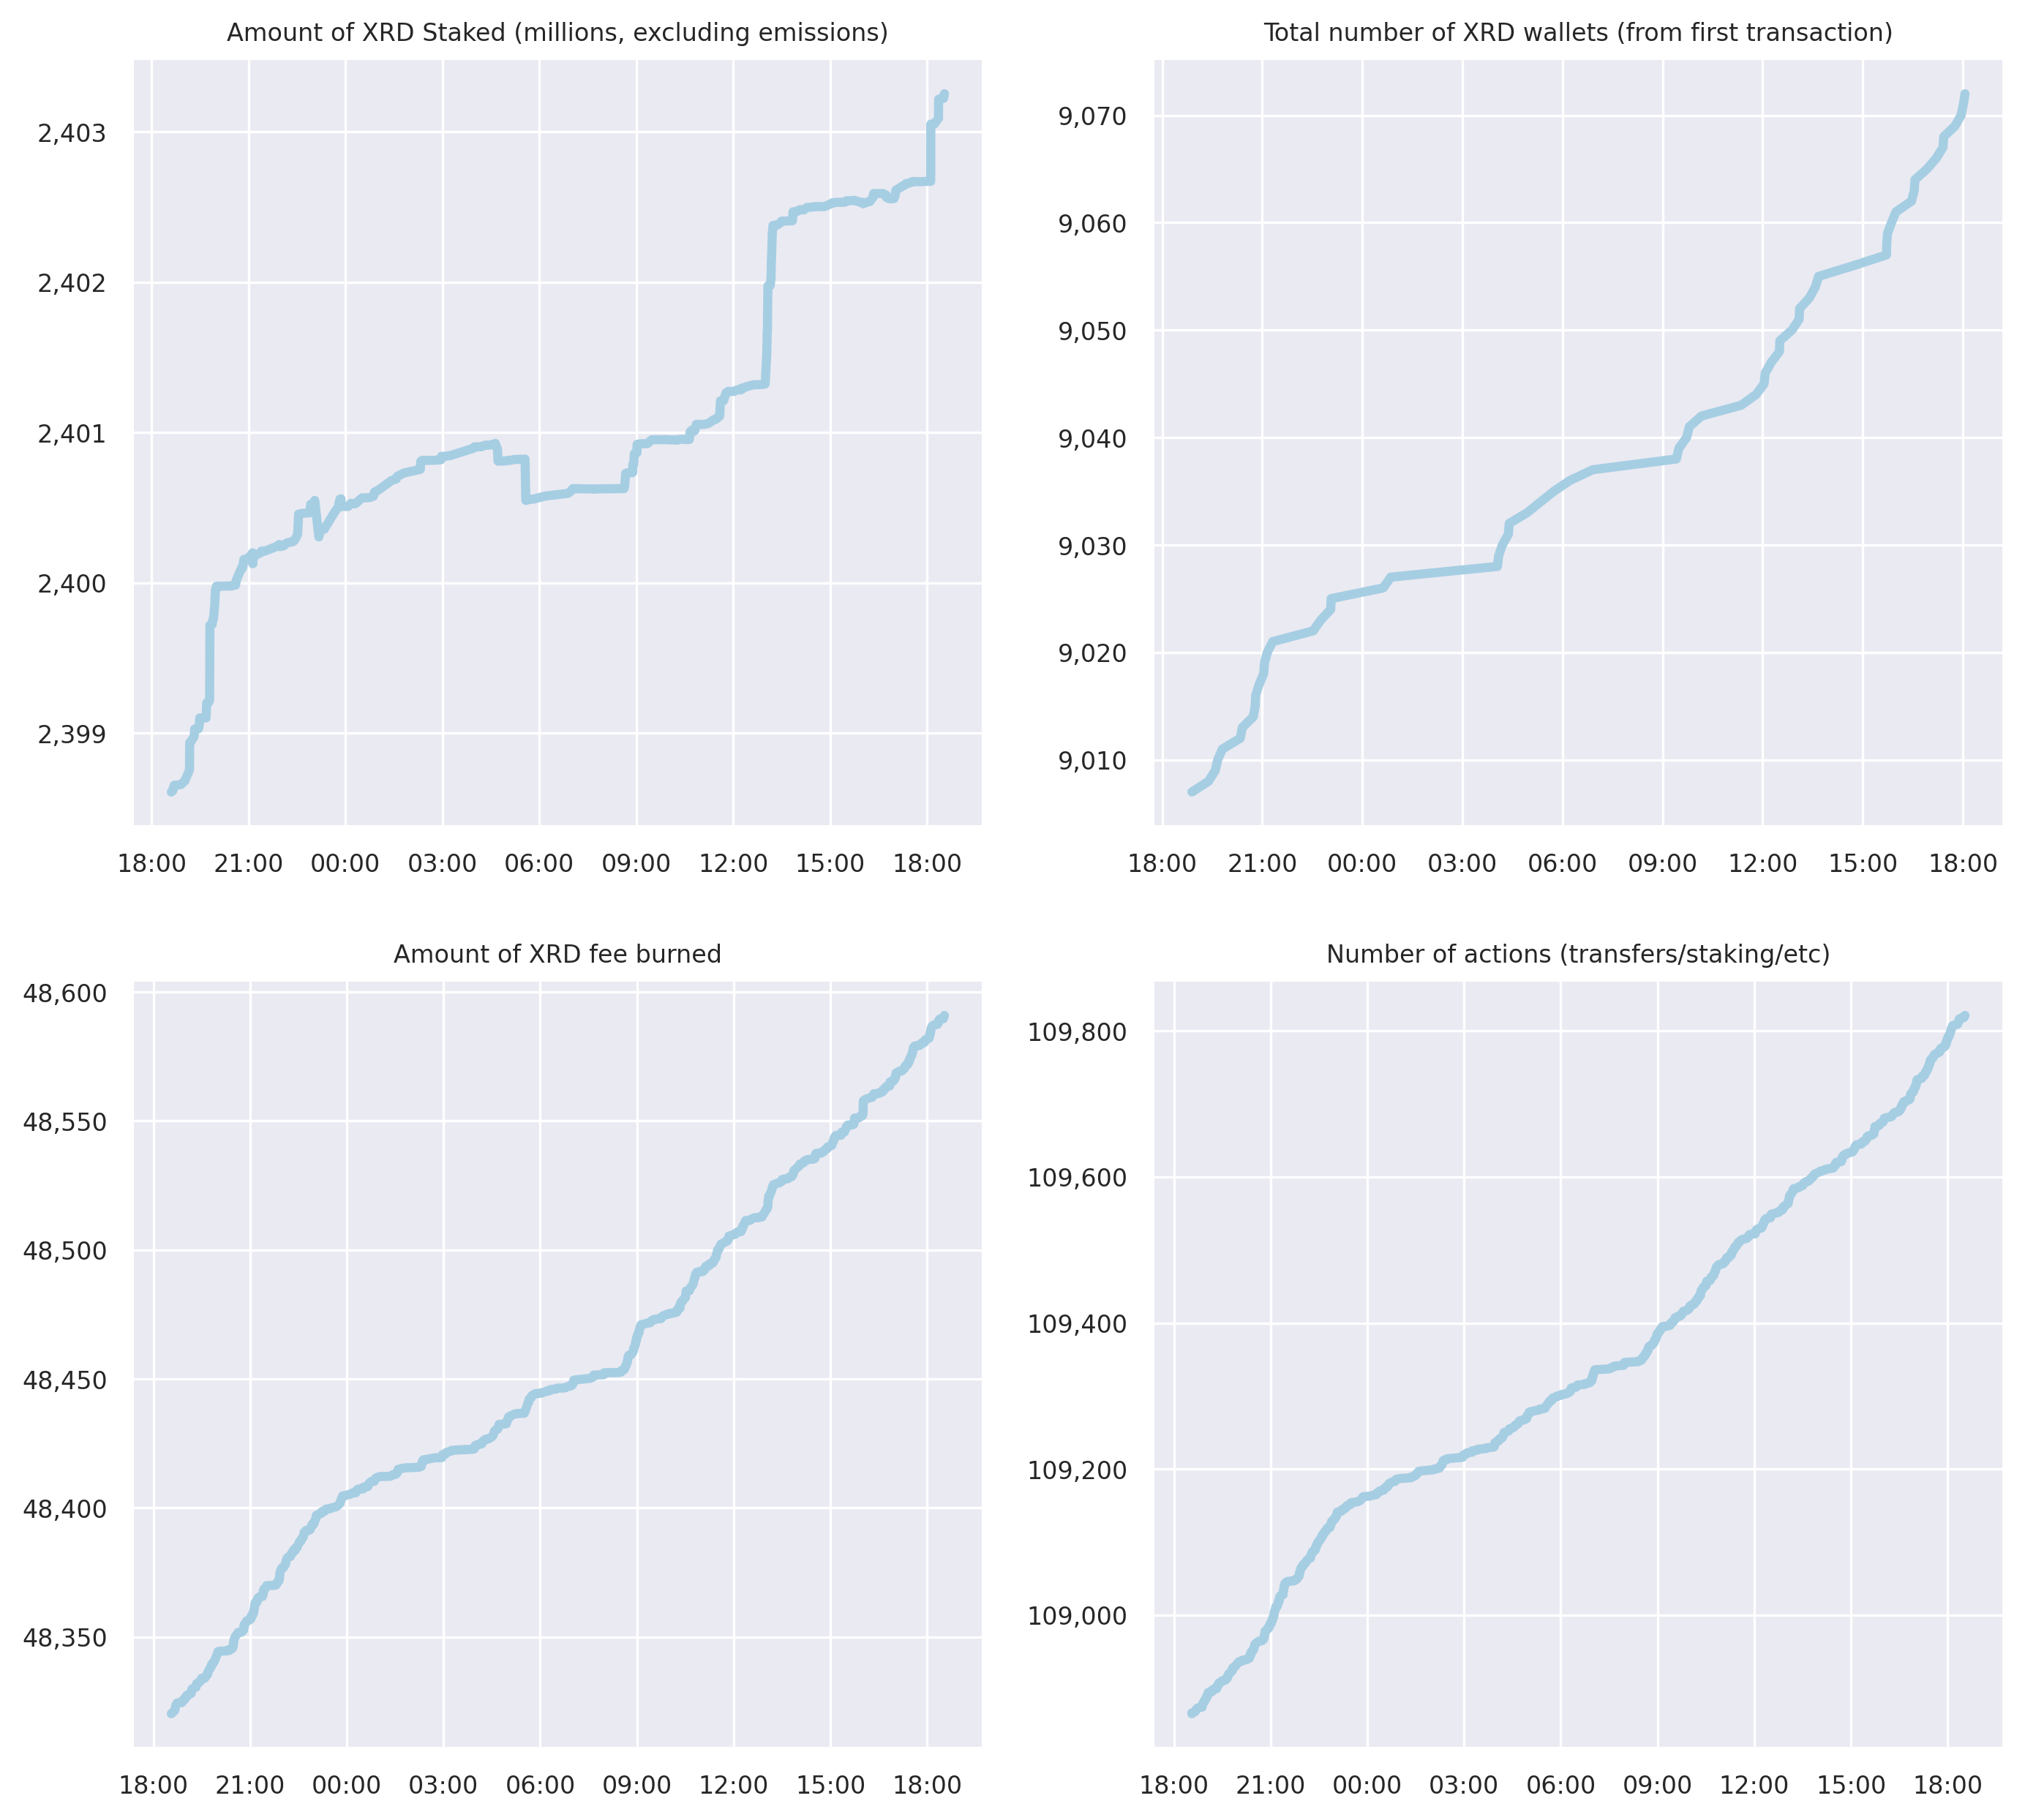 Amount of XRD Staked (millions, excluding emissions)
2,403
2,402
2,401
2,400
2,399
18:00 21:00 00:00 03:00 06:00 09:00 12:00 15:00 18:00
Total number of XRD wallets (from first transaction)
9,070
9,060
9,050
9,040
9,030
9,020
9,010
18:00 21:00 00:00 03:00 06:00 09:00 12:00 15:00 18:00
Amount of XRD fee burned
48,600
48,550
48,500
48,450
48,400
48,350
18:00 21:00 00:00 03:00 06:00 09:00 12:00 15:00 18:00
Number of actions (transfers/staking/etc)
109,800
109,600
109,400
109,200
109,000
18:00 21:00 00:00 03:00 06:00 09:00 12:00 15:00 18:00